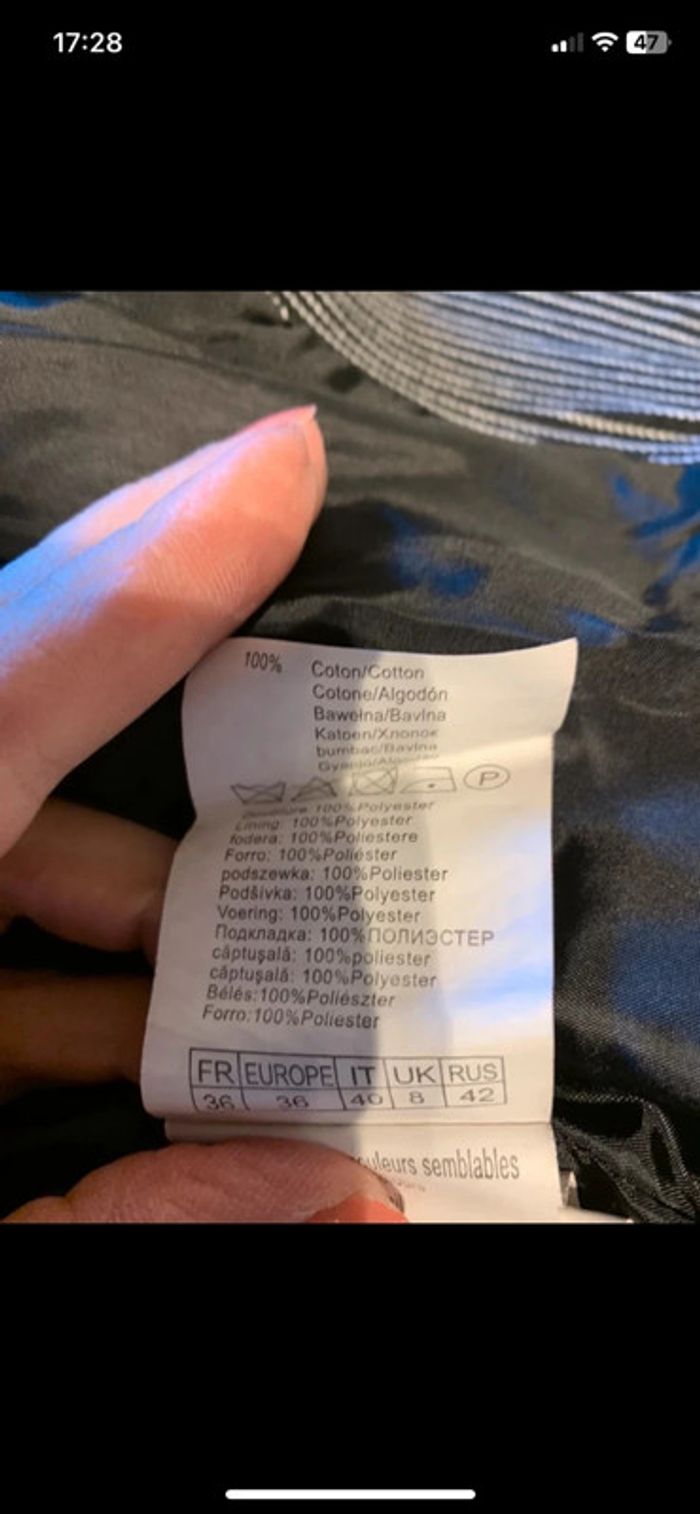 17:28
47
100% Coton/Cotton
Cotone/Algodón
Bawełna/Bavlna
Katoen/Хлопок
bumbac/Bavlna
P
100%Polyester
Lining: 100%Polyester
fodera: 100%Poliestere
Forro: 100%Poliéster
podszewka: 100%Poliester
Podšívka: 100%Polyester
Voering: 100%Polyester
Подкладка: 100%ПОЛИЭСТЕР
căptuşală: 100%poliester
căptuşală: 100%Polyester
Bélés:100%Poliészter
Forro:100%Poliester
FR EUROPE IT UK RUS
36 36 40 8 42
semblables